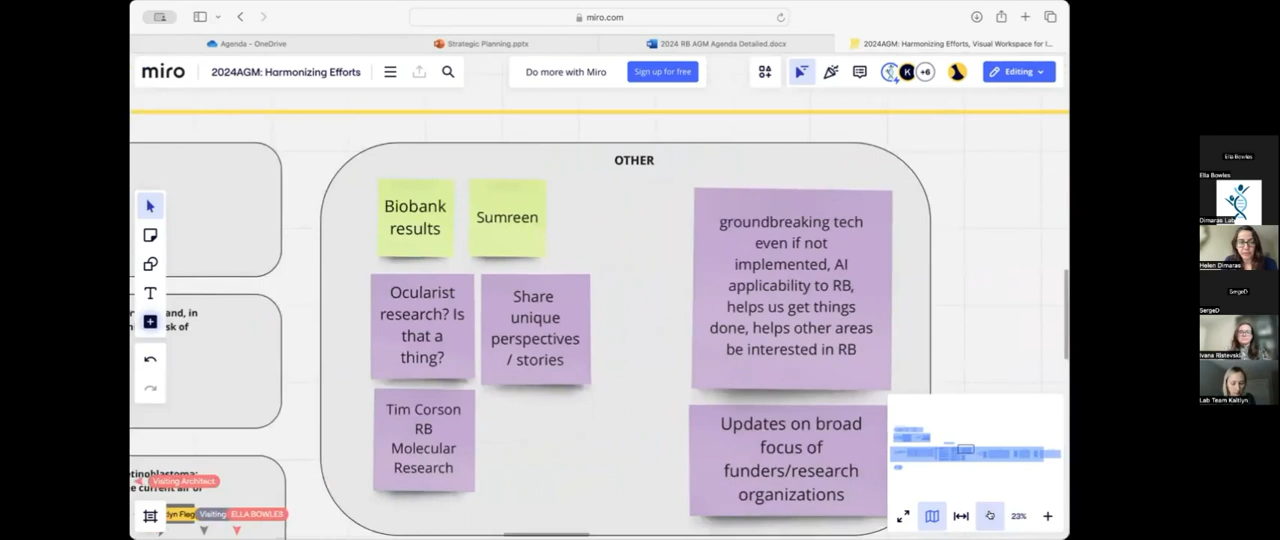 miro.com
Agenda - OneDrive
Strategic Planning.pptx
2024 RB AGM Agenda Detailed.docx
2024AGM: Harmonizing Efforts, Visual Workspace for I...
miro
2024AGM: Harmonizing Efforts
Do more with Miro
Sign up for free
K
+6
Editing
OTHER
Biobank
results
Sumreen
Ocularist
research? Is
that a
thing?
Share
unique
perspectives
/ stories
Tim Corson
RB
Molecular
Research
groundbreaking tech
even if not
implemented, AI
applicability to RB,
helps us get things
done, helps other areas
be interested in RB
Updates on broad
focus of
funders/research
organizations
and, in
sk of
Visiting Architect
Visiting
ELLA BOWLES
T
23%
Ella Bowles
Ella Bowles
Dimaras Lab
Helen Dimaras
SergeD
SergeD
Ivana Ristevski
Lab Team Kaitlyn